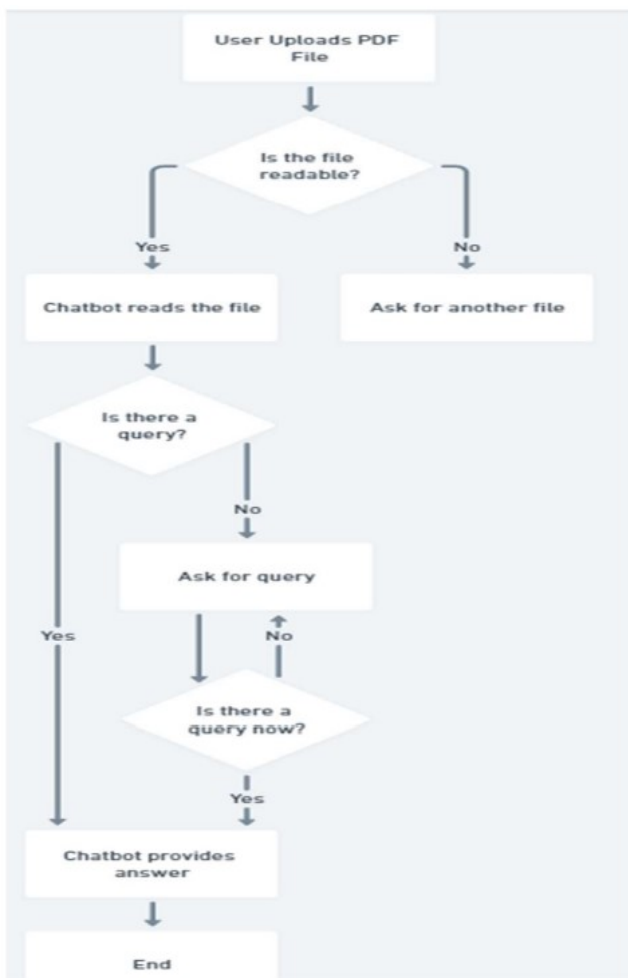 User Uploads PDF
File
Is the file
readable?
Yes
No
Chatbot reads the file
Ask for another file
Is there a
query?
No
Ask for query
Yes
No
Is there a
query now?
Yes
Chatbot provides
answer
End